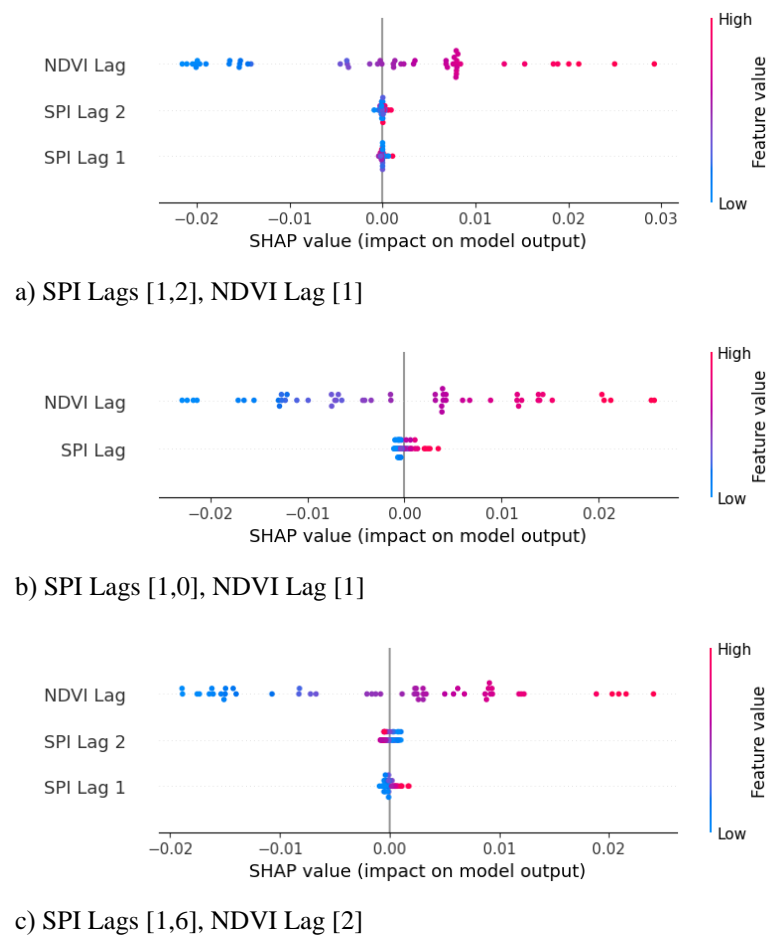 High
NDVI Lag
SPI Lag 2
SPI Lag 1
Feature value
Low
−0.02 −0.01 0.00 0.01 0.02 0.03
SHAP value (impact on model output)
a) SPI Lags [1,2], NDVI Lag [1]
High
NDVI Lag
SPI Lag
Feature value
Low
−0.02 −0.01 0.00 0.01 0.02
SHAP value (impact on model output)
b) SPI Lags [1,0], NDVI Lag [1]
High
NDVI Lag
SPI Lag 2
SPI Lag 1
Feature value
Low
−0.02 −0.01 0.00 0.01 0.02
SHAP value (impact on model output)
c) SPI Lags [1,6], NDVI Lag [2]